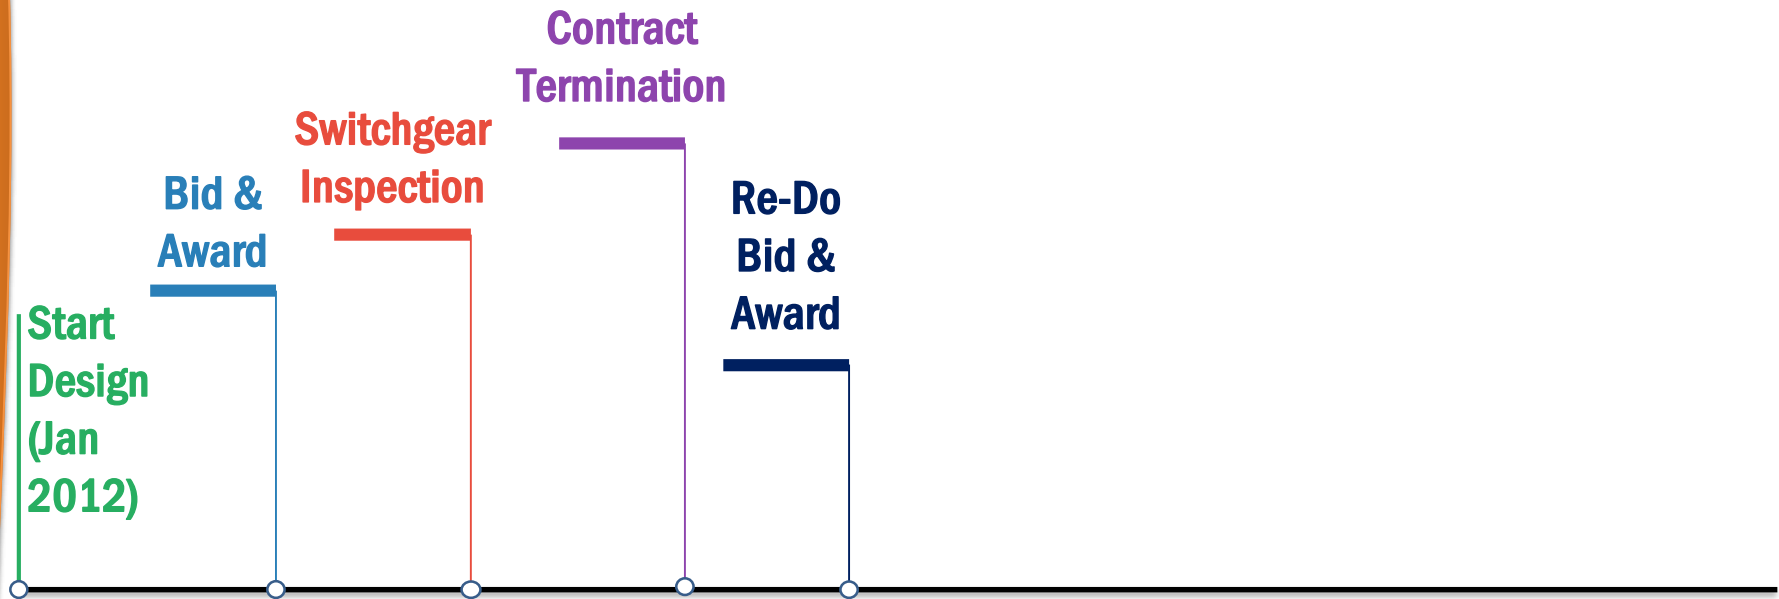 Start
Design
(Jan
2012)
Bid &
Award
Switchgear
Inspection
Contract
Termination
Re-Do
Bid &
Award